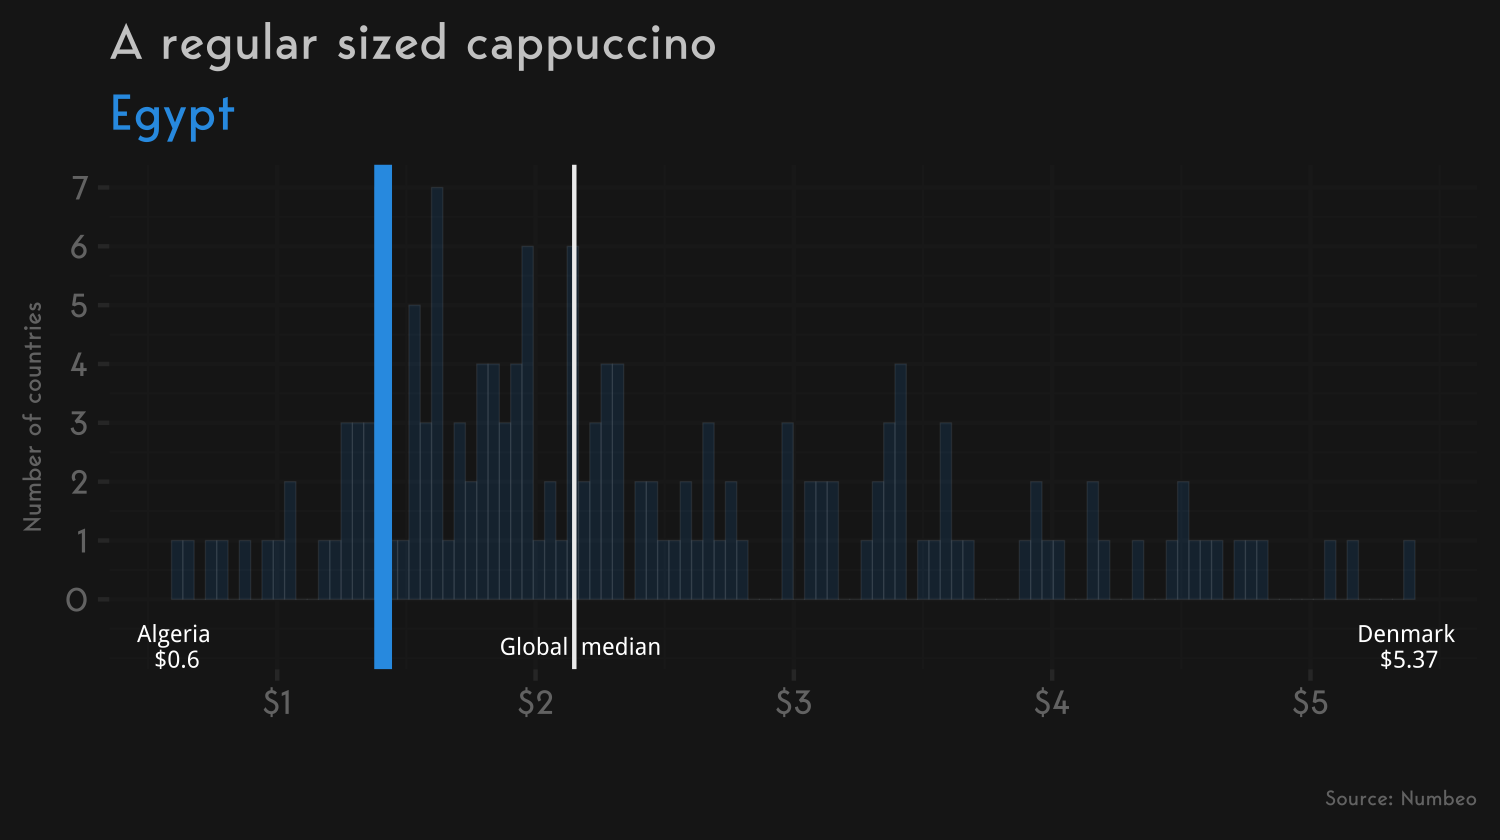 A regular sized cappuccino
Egypt
Number of countries
7
6
5
4
3
2
1
0
Algeria
$0.6
Global median
Denmark
$5.37
$1 $2 $3 $4 $5
Source: Numbeo